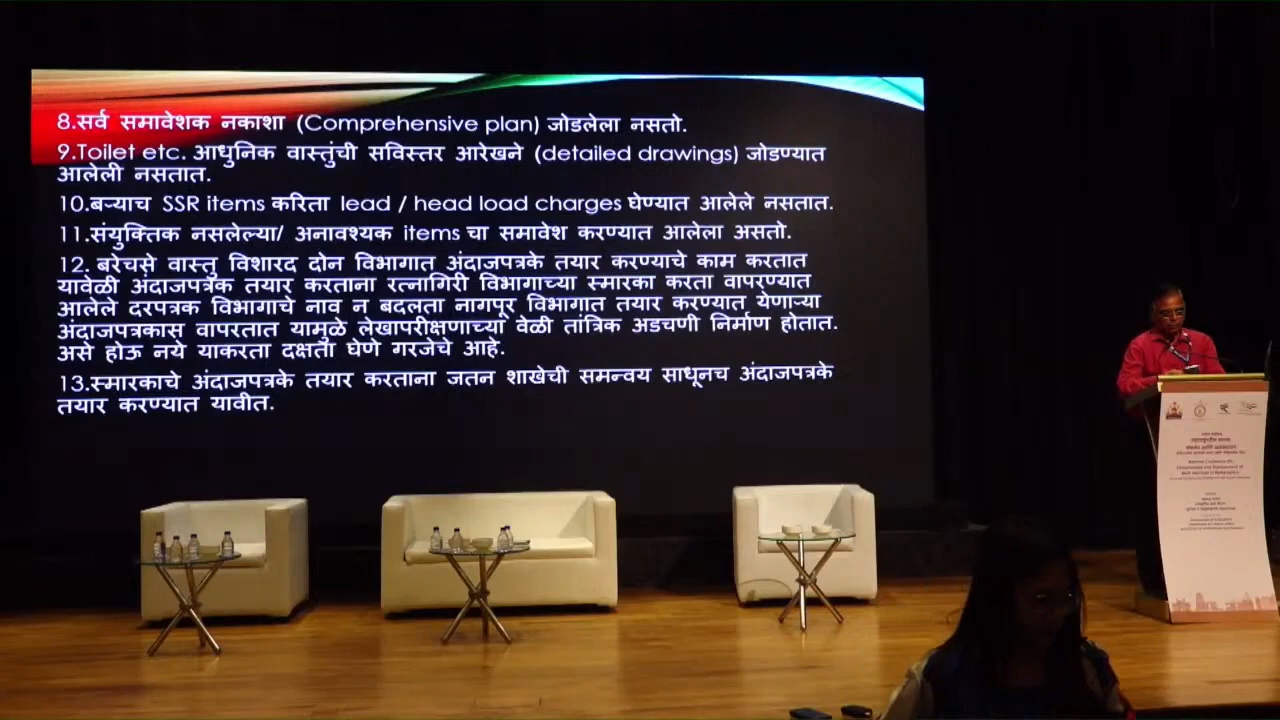 8.सर्व समावेशक नकाशा (Comprehensive plan) जोडलेला नसतो.
9.Toilet etc. आधुनिक वास्तुंची सविस्तर आरेखने (detailed drawings) जोडण्यात
आलेली नसतात.
10.बऱ्याच SSR items करिता lead / head load charges घेण्यात आलेले नसतात.
11.संयुक्तिक नसलेल्या/ अनावश्यक items चा समावेश करण्यात आलेला असतो.
12. बरेचसे वास्तु विशारद दोन विभागात अंदाजपत्रके तयार करण्याचे काम करतात
यावेळी अंदाजपत्रक तयार करताना रत्नागिरी विभागाच्या स्मारका करता वापरण्यात
आलेले दरपत्रक विभागाचे नाव न बदलता नागपूर विभागात तयार करण्यात येणाऱ्या
अंदाजपत्रकास वापरतात यामुळे लेखापरीक्षणाच्या वेळी तांत्रिक अडचणी निर्माण होतात.
असे होऊ नये याकरता दक्षता घेणे गरजेचे आहे.
13.स्मारकाचे अंदाजपत्रके तयार करताना जतन शाखेची समन्वय साधूनच अंदाजपत्रके
तयार करण्यात यावीत.